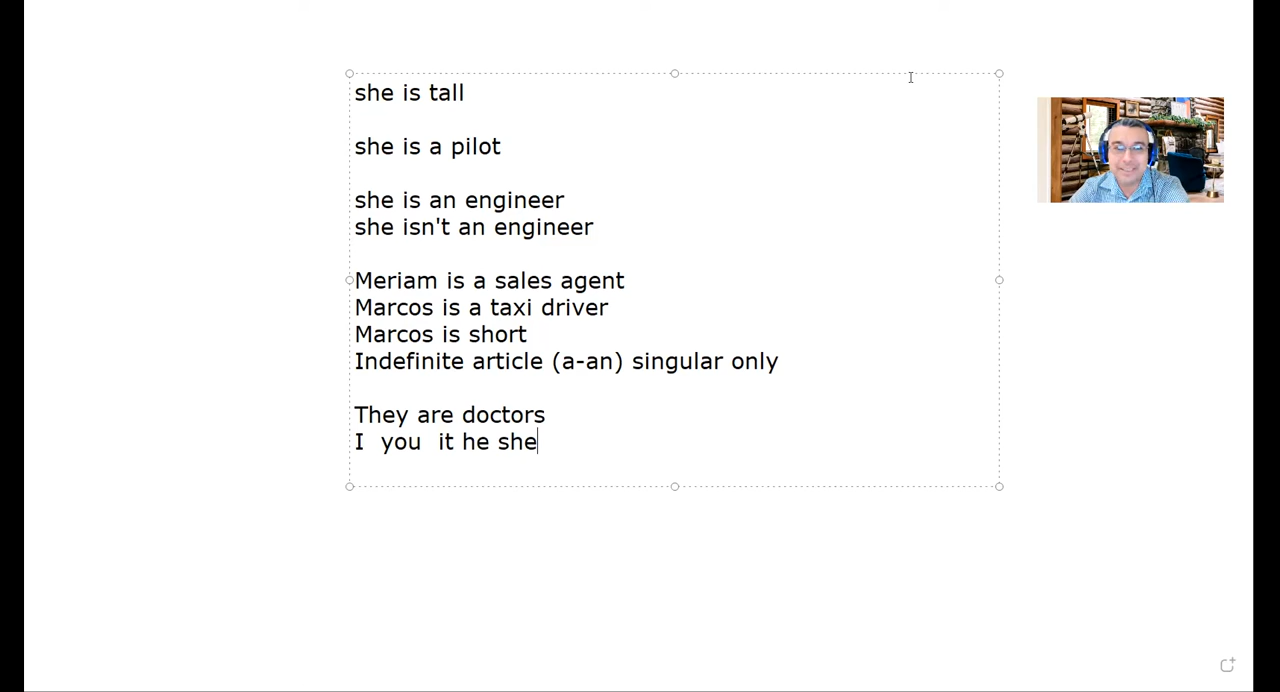 she is tall
she is a pilot
she is an engineer
she isn't an engineer
Meriam is a sales agent
Marcos is a taxi driver
Marcos is short
Indefinite article (a-an) singular only
They are doctors
I  you  it he she